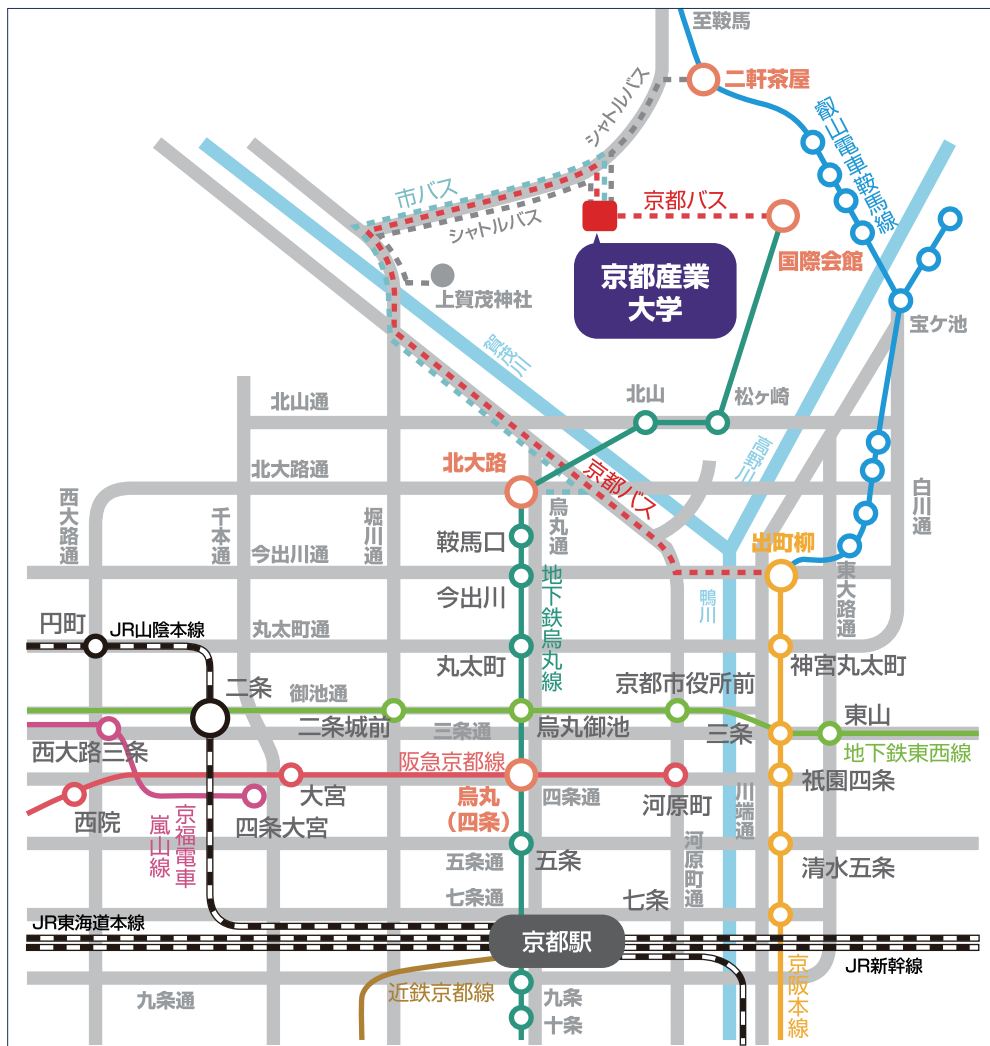 至鞍馬
二軒茶屋
シャトルバス
叡山電車鞍馬線
市バス
シャトルバス
京都バス
国際会館
京都産業
大学
上賀茂神社
宝ケ池
賀茂川
北山
松ヶ崎
北山通
高野川
北大路
北大路通
京都バス
白川通
西大路通
千本通
堀川通
烏丸通
鞍馬口
出町柳
今出川通
今出川
地下鉄烏丸線
鴨川
東大路通
円町
JR山陰本線
丸太町通
丸太町
神宮丸太町
二条
御池通
京都市役所前
二条城前
烏丸御池
東山
西大路三条
三条通
三条
地下鉄東西線
阪急京都線
祇園四条
大宮
烏丸
（四条）
四条通
河原町
川端通
西院
四条大宮
京福電車
嵐山線
五条通
五条
河原町通
清水五条
七条通
七条
JR東海道本線
京都駅
JR新幹線
京阪本線
近鉄京都線
九条通
九条
十条